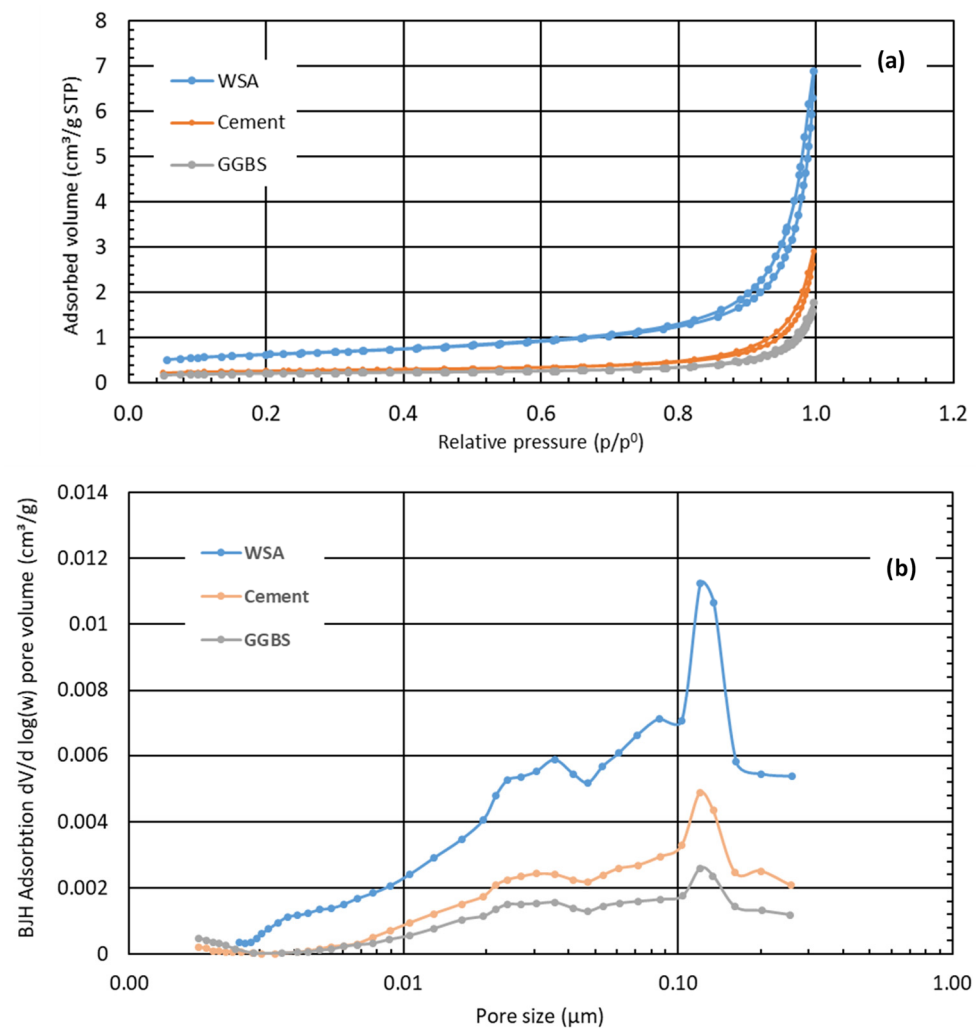 8
7
6
5
4
3
2
1
0
Adsorbed volume (cm³/g STP)
WSA
Cement
GGBS
(a)
0.0 0.2 0.4 0.6 0.8 1.0 1.2
Relative pressure (p/p⁰)
0.014
0.012
0.01
0.008
0.006
0.004
0.002
0
BJH Adsorbtion dV/d log(w) pore volume (cm³/g)
WSA
Cement
GGBS
(b)
0.00 0.01 0.10 1.00
Pore size (µm)